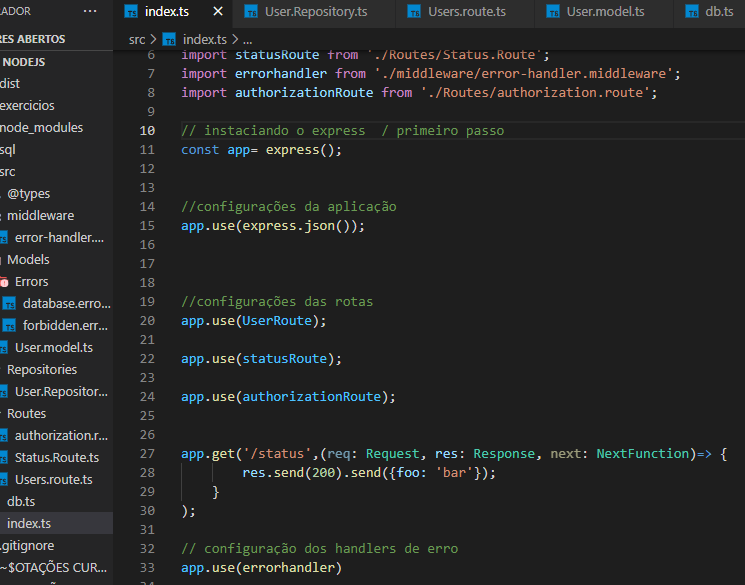 LADOR ...
index.ts
User.Repository.ts
Users.route.ts
User.model.ts
db.ts
src > index.ts > ...
RES ABERTOS
NODEJS
dist
exercicios
node_modules
sql
src
@types
middleware
error-handler....
Models
Errors
database.erro...
forbidden.err...
User.model.ts
Repositories
User.Repositor...
Routes
authorization.r...
Status.Route.ts
Users.route.ts
db.ts
index.ts
.gitignore
~$OTAÇÕES CUR...
6 import statusRoute from './Routes/Status.Route';
7 import errorhandler from './middleware/error-handler.middleware';
8 import authorizationRoute from './Routes/authorization.route';
9
10 // instaciando o express  / primeiro passo
11 const app= express();
12
13
14 //configurações da aplicação
15 app.use(express.json());
16
17
18
19 //configurações das rotas
20 app.use(UserRoute);
21
22 app.use(statusRoute);
23
24 app.use(authorizationRoute);
25
26
27 app.get('/status',(req: Request, res: Response, next: NextFunction)=> {
28 res.send(200).send({foo: 'bar'});
29 }
30 );
31
32 // configuração dos handlers de erro
33 app.use(errorhandler)